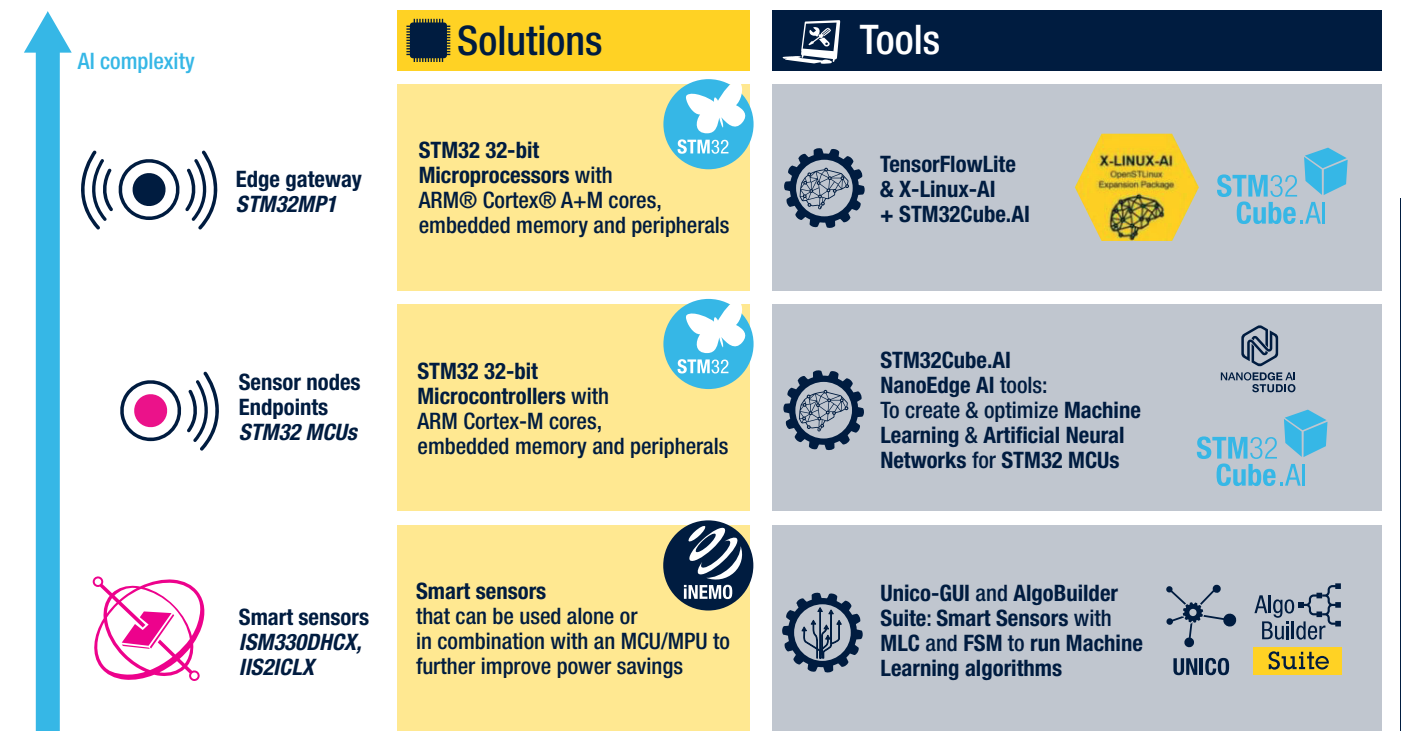 AI complexity
Solutions
Tools
Edge gateway
STM32MP1
STM32 32-bit
Microprocessors with
ARM® Cortex® A+M cores,
embedded memory and peripherals
STM32
TensorFlowLite
& X-Linux-AI
+ STM32Cube.AI
X-LINUX-AI
OpenSTLinux
Expansion Package
STM32
Cube.AI
Sensor nodes
Endpoints
STM32 MCUs
STM32 32-bit
Microcontrollers with
ARM Cortex-M cores,
embedded memory and peripherals
STM32
STM32Cube.AI
NanoEdge AI tools:
To create & optimize Machine
Learning & Artificial Neural
Networks for STM32 MCUs
NANOEDGE AI
STUDIO
STM32
Cube.AI
Smart sensors
ISM330DHCX,
IIS2ICLX
Smart sensors
that can be used alone or
in combination with an MCU/MPU to
further improve power savings
iNEMO
Unico-GUI and AlgoBuilder
Suite: Smart Sensors with
MLC and FSM to run Machine
Learning algorithms
UNICO
Algo
Builder
Suite